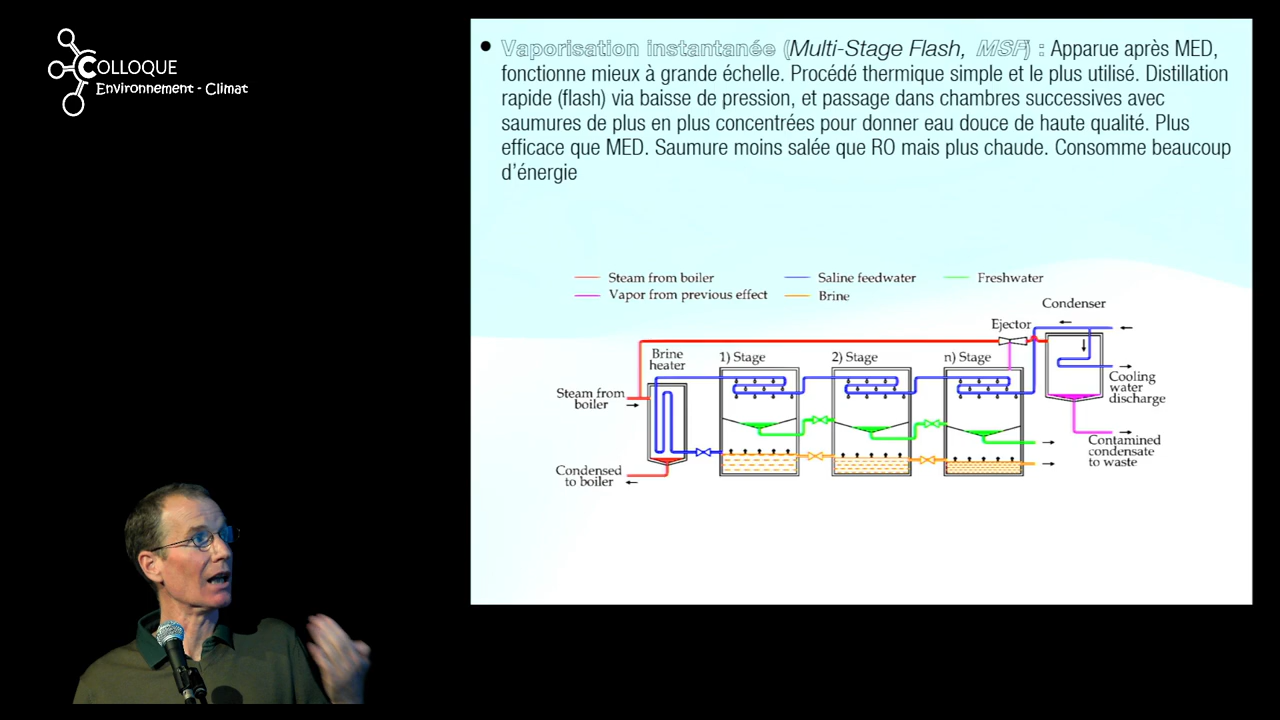 COLLOQUE
Environnement - Climat
• Vaporisation instantanée (Multi-Stage Flash, MSF) : Apparue après MED,
fonctionne mieux à grande échelle. Procédé thermique simple et le plus utilisé. Distillation
rapide (flash) via baisse de pression, et passage dans chambres successives avec
saumures de plus en plus concentrées pour donner eau douce de haute qualité. Plus
efficace que MED. Saumure moins salée que RO mais plus chaude. Consomme beaucoup
d’énergie
Steam from boiler
Saline feedwater
Freshwater
Vapor from previous effect
Brine
Condenser
Ejector
Brine
heater
1) Stage
2) Stage
n) Stage
Steam from
boiler
Cooling
water
discharge
Contaminated
condensate
to waste
Condensed
to boiler